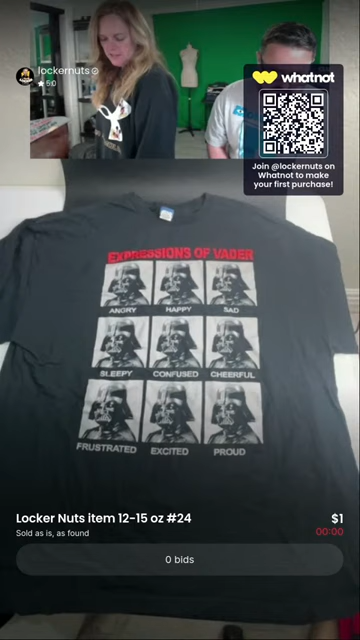 lockernuts
★ 5.0
whatnot
Join @lockernuts on
Whatnot to make
your first purchase!
EXPRESSIONS OF VADER
ANGRY HAPPY SAD
SLEEPY CONFUSED CHEERFUL
FRUSTRATED EXCITED PROUD
Locker Nuts item 12-15 oz #24 $1
Sold as is, as found 00:00
0 bids